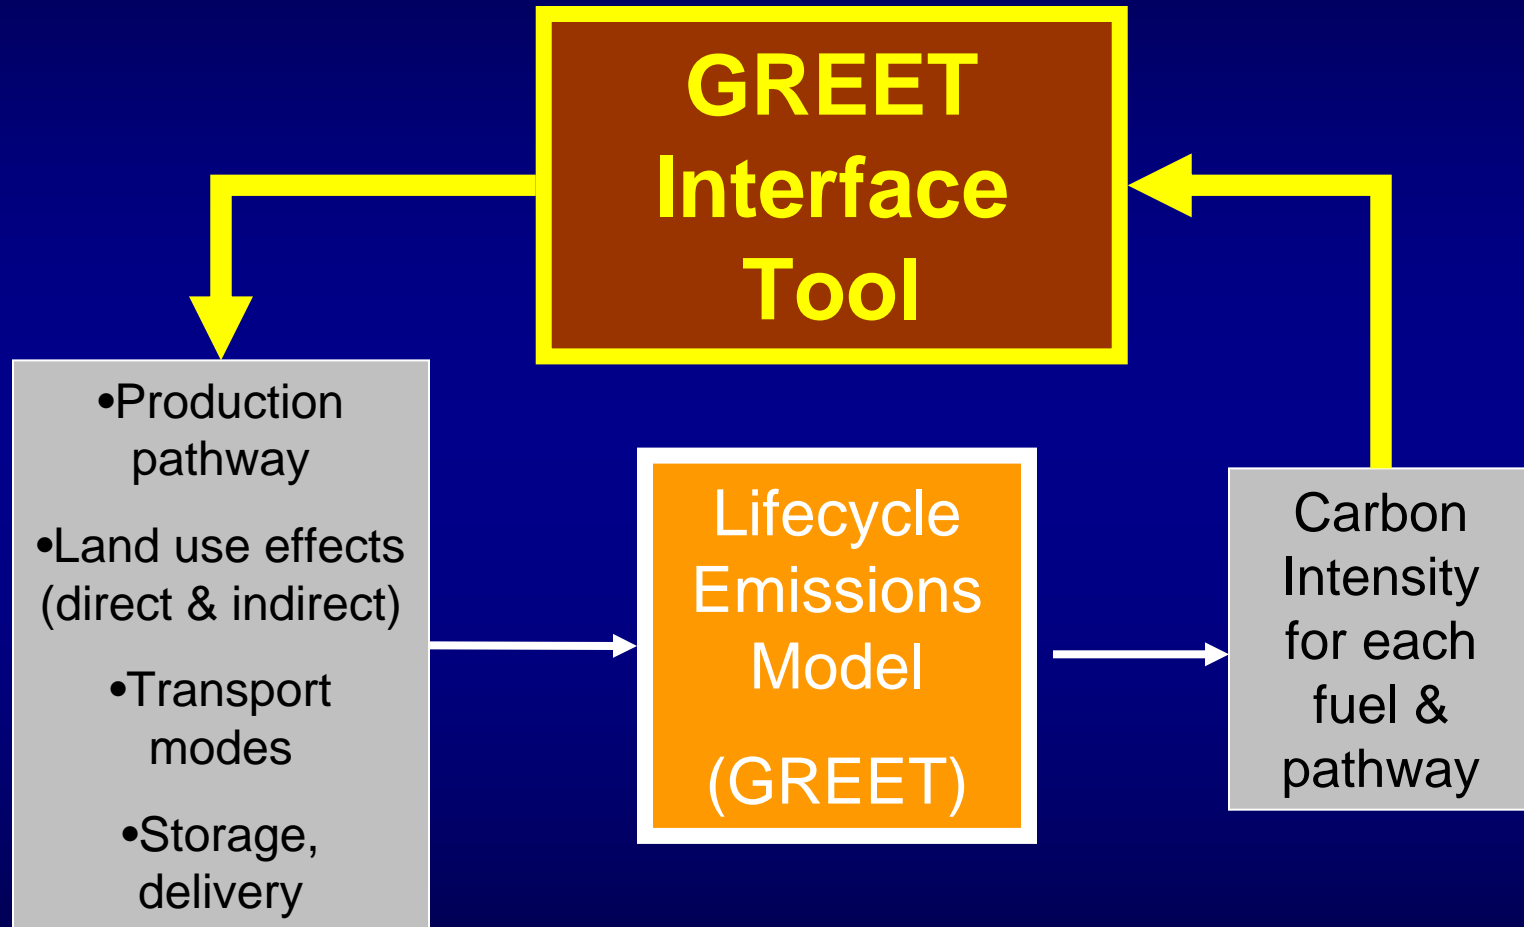 GREET
Interface
Tool
•Production
pathway
•Land use effects
(direct & indirect)
•Transport
modes
•Storage,
delivery
Lifecycle
Emissions
Model
(GREET)
Carbon
Intensity
for each
fuel &
pathway